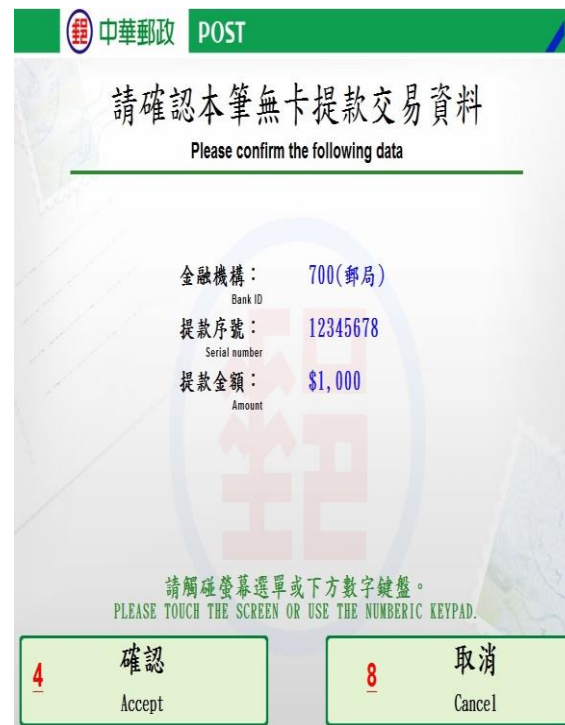 郵 中華郵政 POST
請確認本筆無卡提款交易資料
Please confirm the following data
金融機構： 700(郵局)
Bank ID
提款序號： 12345678
Serial number
提款金額： $1,000
Amount
請觸碰螢幕選單或下方數字鍵盤。
PLEASE TOUCH THE SCREEN OR USE THE NUMBERIC KEYPAD.
4 確認 8 取消
Accept Cancel